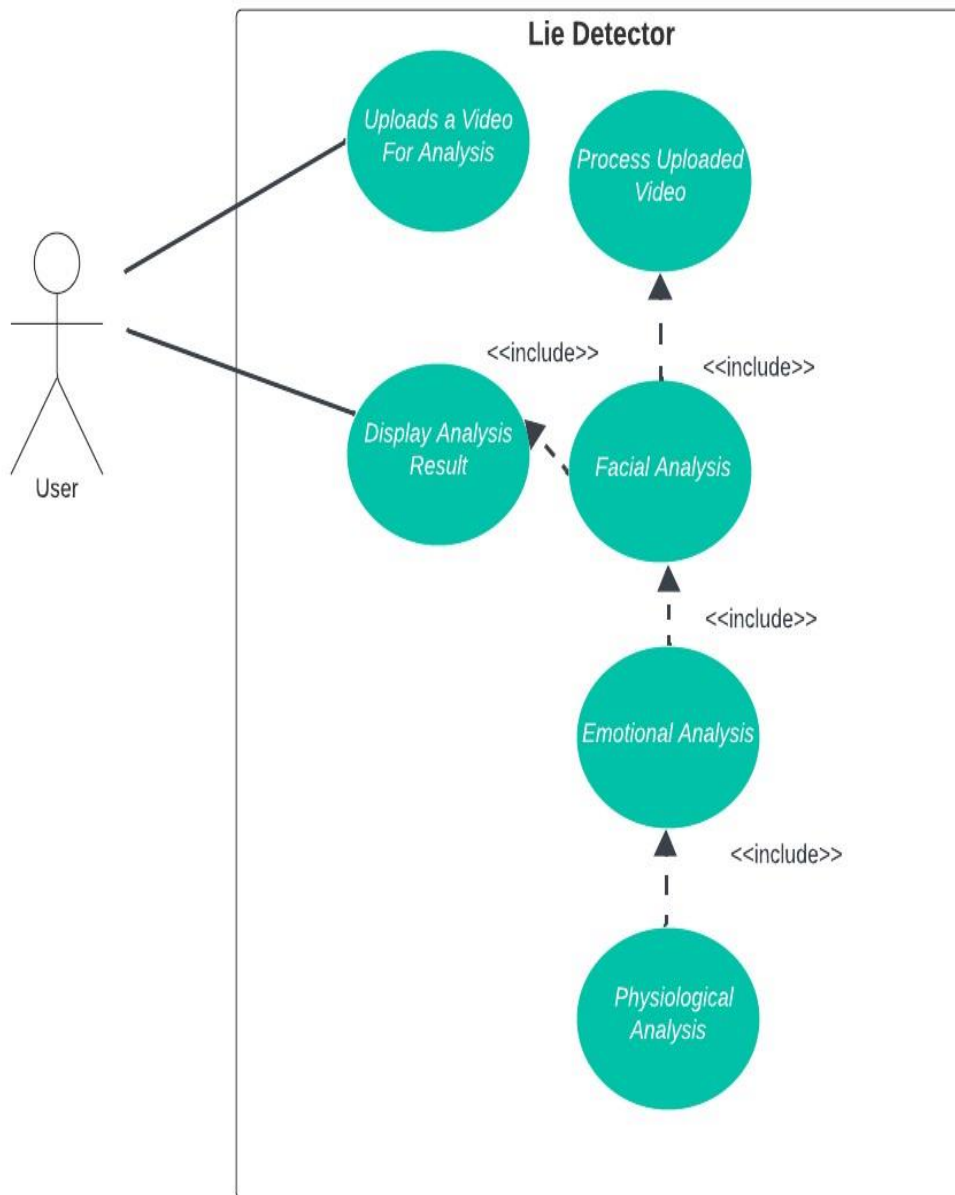 Lie Detector
Uploads a Video
For Analysis
Process Uploaded
Video
<<include>>
<<include>>
Display Analysis
Result
Facial Analysis
User
<<include>>
Emotional Analysis
<<include>>
Physiological
Analysis